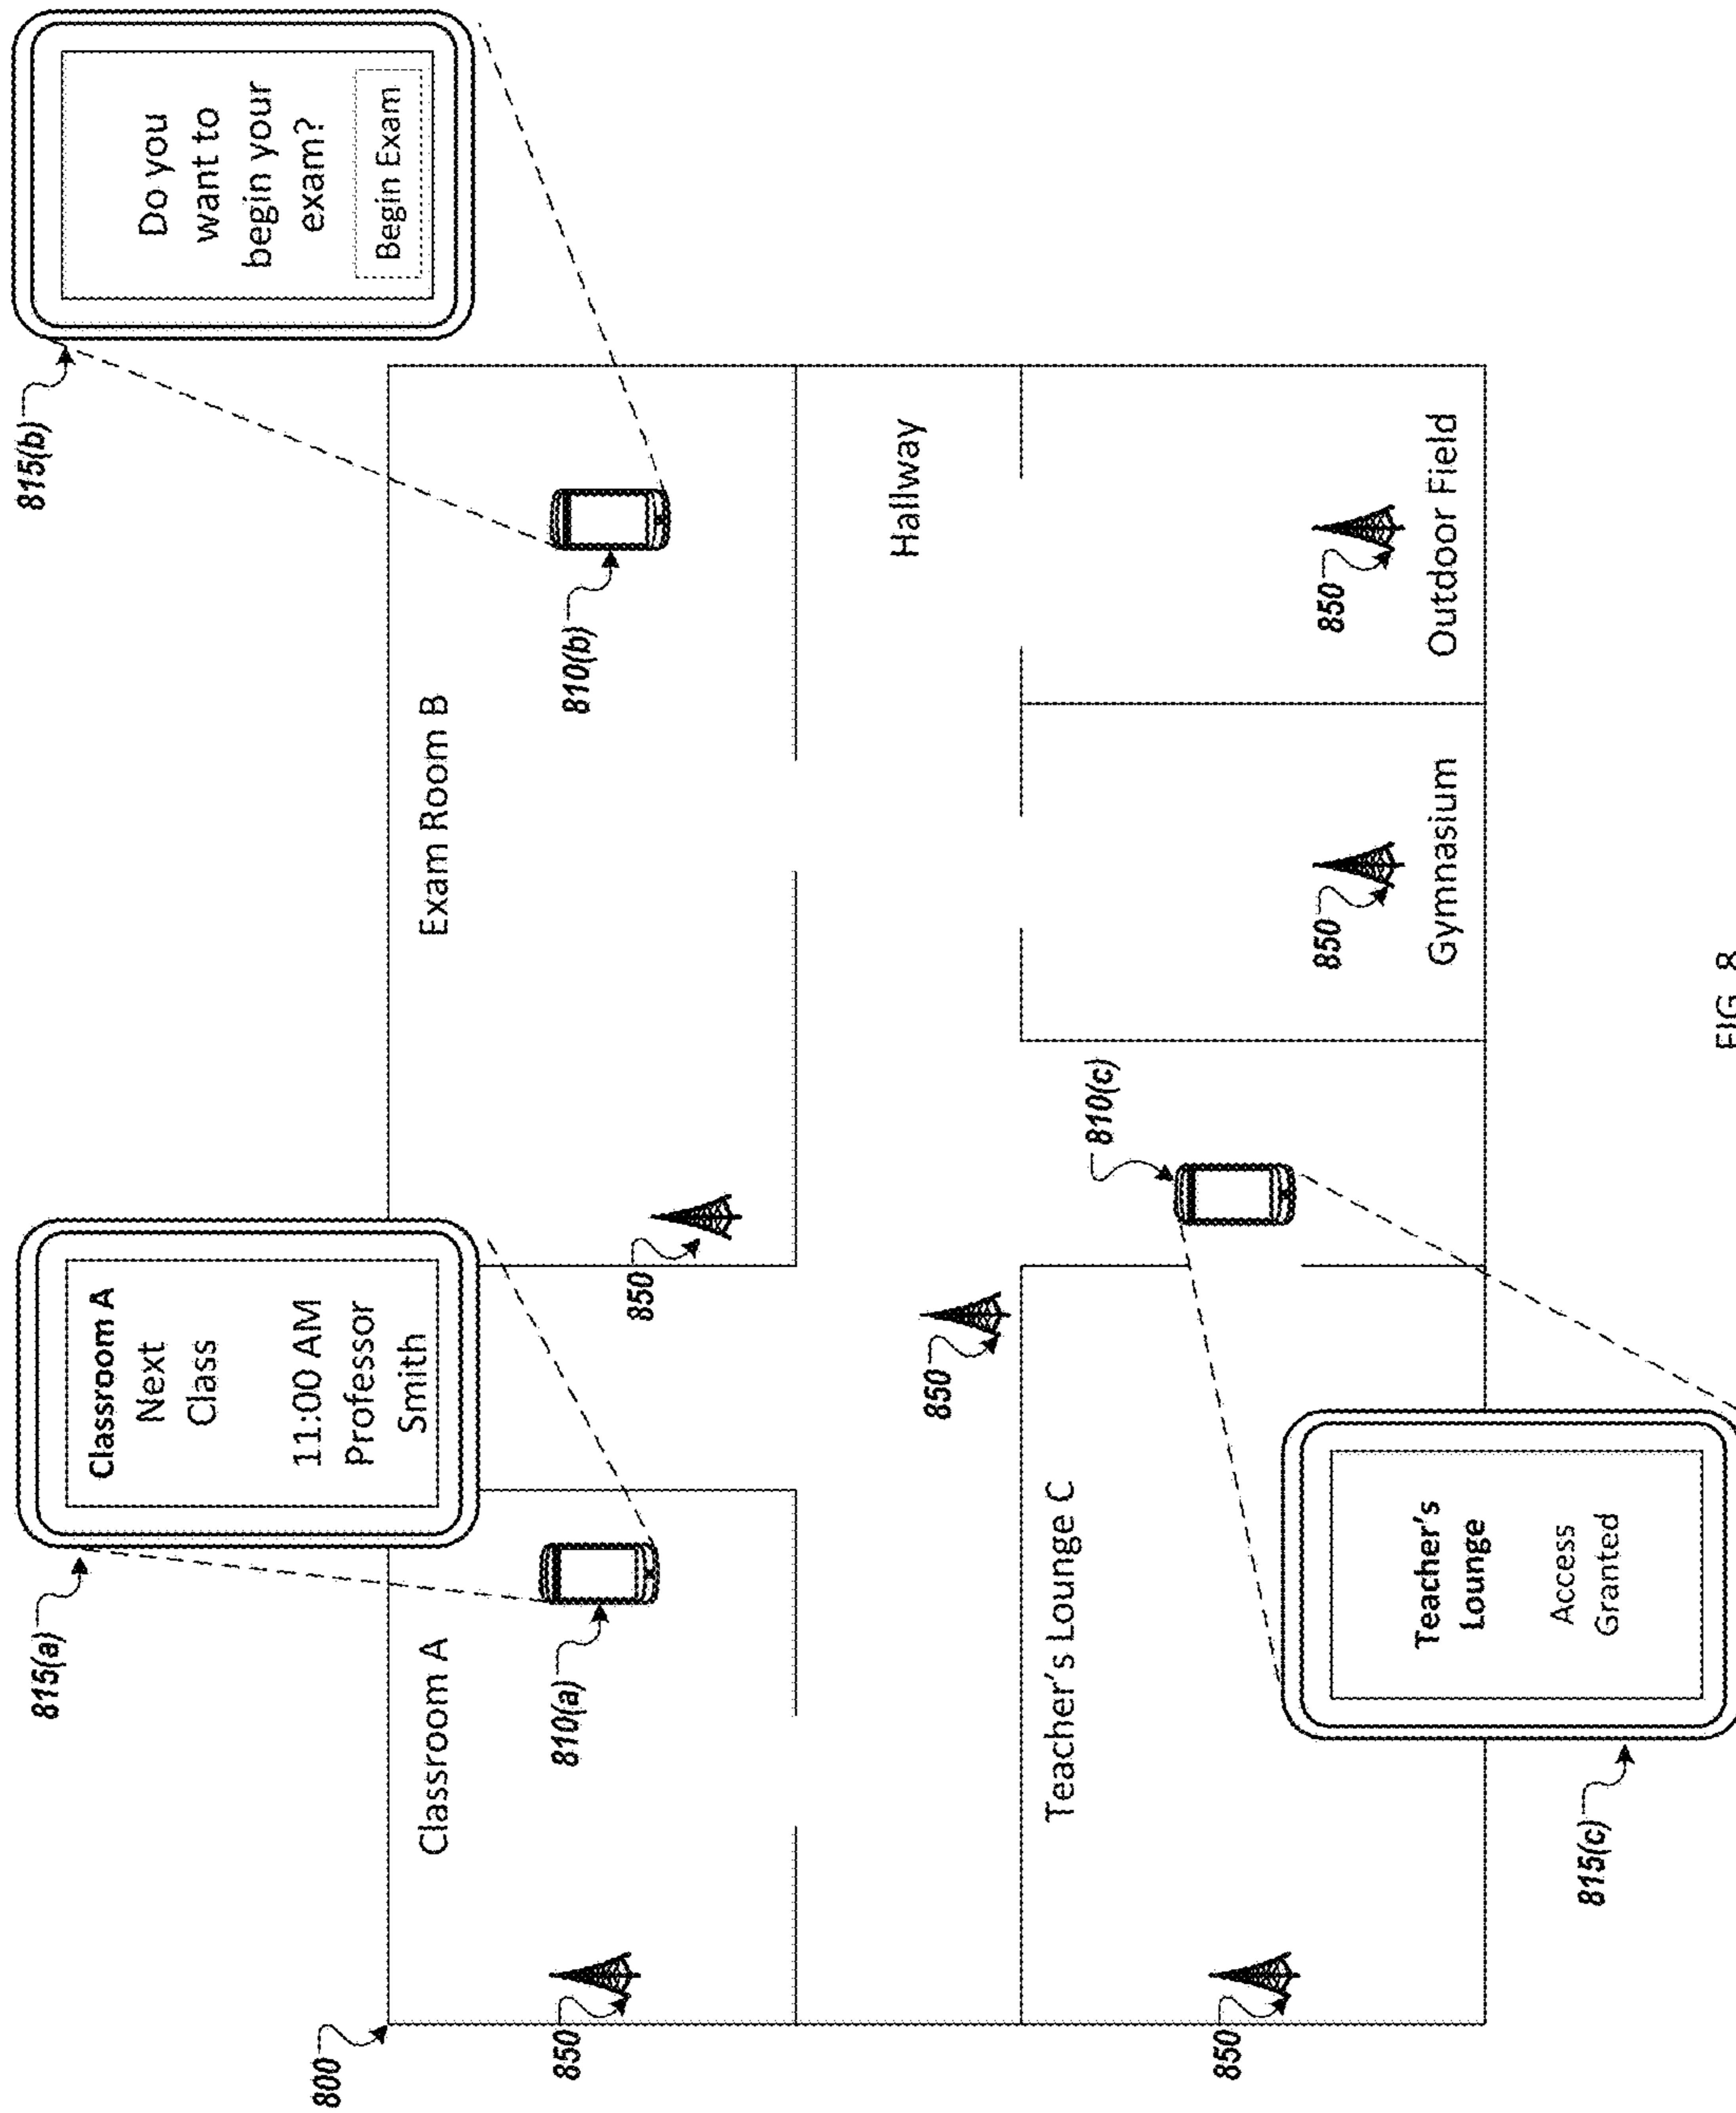 800
815(a)
Classroom A
Next
Class
11:00 AM
Professor
Smith
815(b)
Do you
want to
begin your
exam?
Begin Exam
Classroom A
Exam Room B
850
810(a)
850
810(b)
Hallway
850
Teacher's Lounge C
810(c)
850
850
850
Gymnasium
Outdoor Field
815(c)
Teacher's
Lounge
Access
Granted
FIG. 8